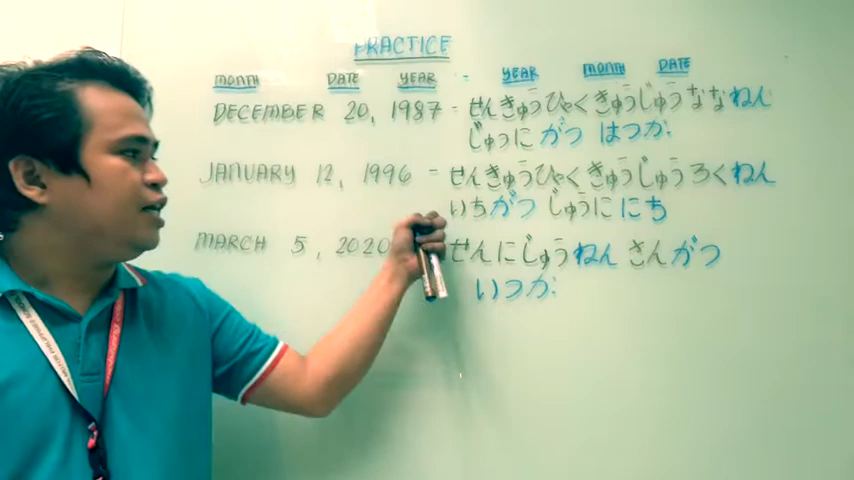 PRACTICE
MONTH DATE YEAR - YEAR MONTH DATE
DECEMBER 20, 1987 - せんきゅうひゃくきゅうじゅうななねん
じゅうにがつ はつか
JANUARY 12, 1996 - せんきゅうひゃくきゅうじゅうろくねん
いちがつ じゅうににち
MARCH 5, 2020 せんにじゅうねん さんがつ
いつか